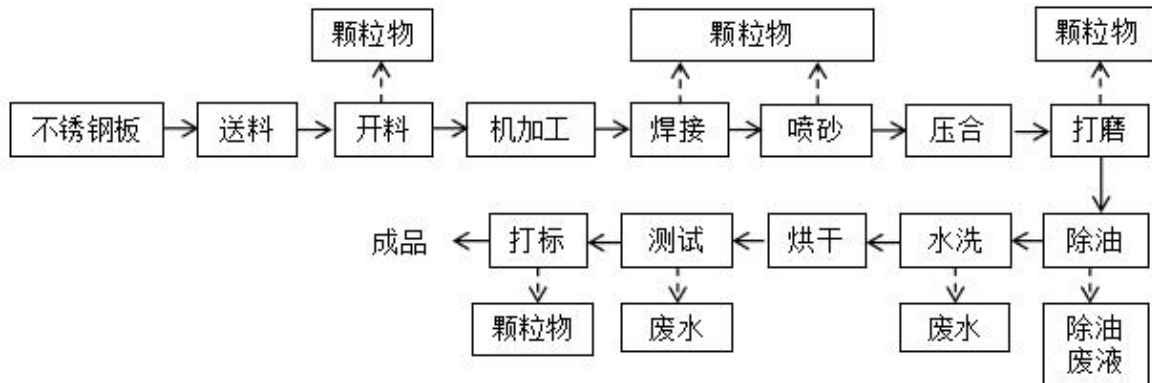 颗粒物 颗粒物 颗粒物
不锈钢板 送料 开料 机加工 焊接 喷砂 压合 打磨
成品 打标 测试 烘干 水洗 除油
颗粒物 废水 废水 除油
废液